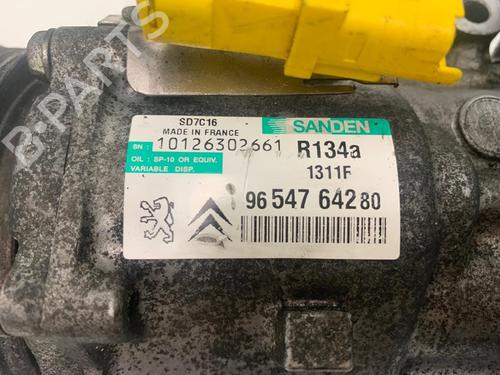 SD7C16
MADE IN FRANCE
SANDEN
SN : 10126302661
R134a
OIL : SP-10 OR EQUIV.
VARIABLE DISP.
1311F
96 547 642 80
B-PARTS